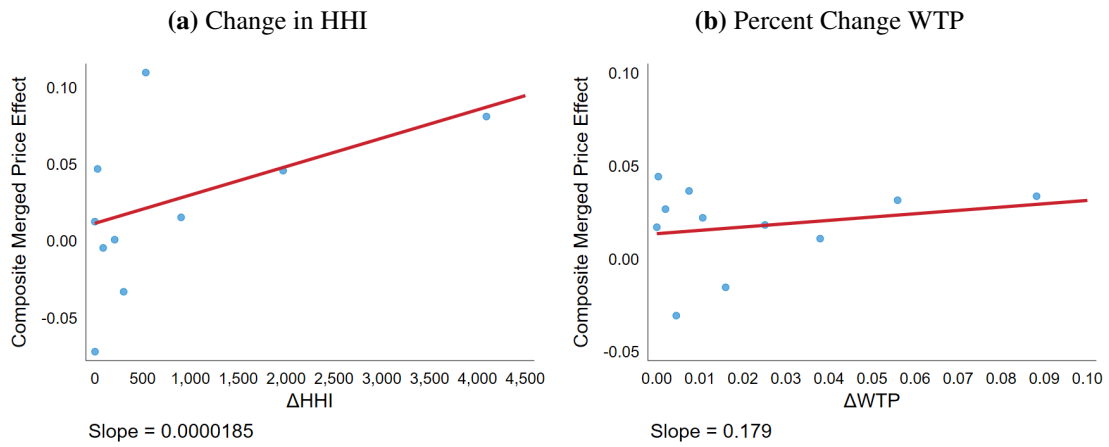 (a) Change in HHI
Composite Merged Price Effect
0.10
0.05
0.00
-0.05
0 500 1,000 1,500 2,000 2,500 3,000 3,500 4,000 4,500
ΔHHI
Slope = 0.0000185
(b) Percent Change WTP
Composite Merged Price Effect
0.10
0.05
0.00
-0.05
0.00 0.01 0.02 0.03 0.04 0.05 0.06 0.07 0.08 0.09 0.10
ΔWTP
Slope = 0.179